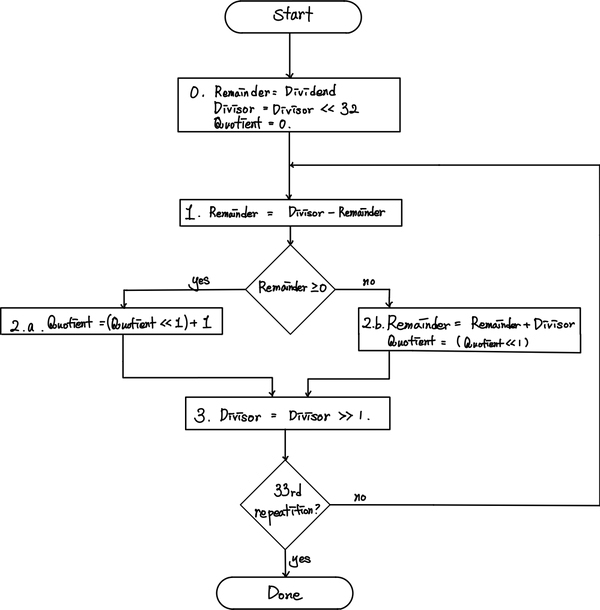 Start
0. Remainder = Dividend
Divisor = Divisor << 32
Quotient = 0.
1. Remainder = Divisor - Remainder
Remainder ≥0
yes
no
2.a. Quotient =(Quotient << 1) + 1
2.b. Remainder = Remainder + Divisor
Quotient = (Quotient <<1)
3. Divisor = Divisor >> 1.
33rd
repeatition?
no
yes
Done